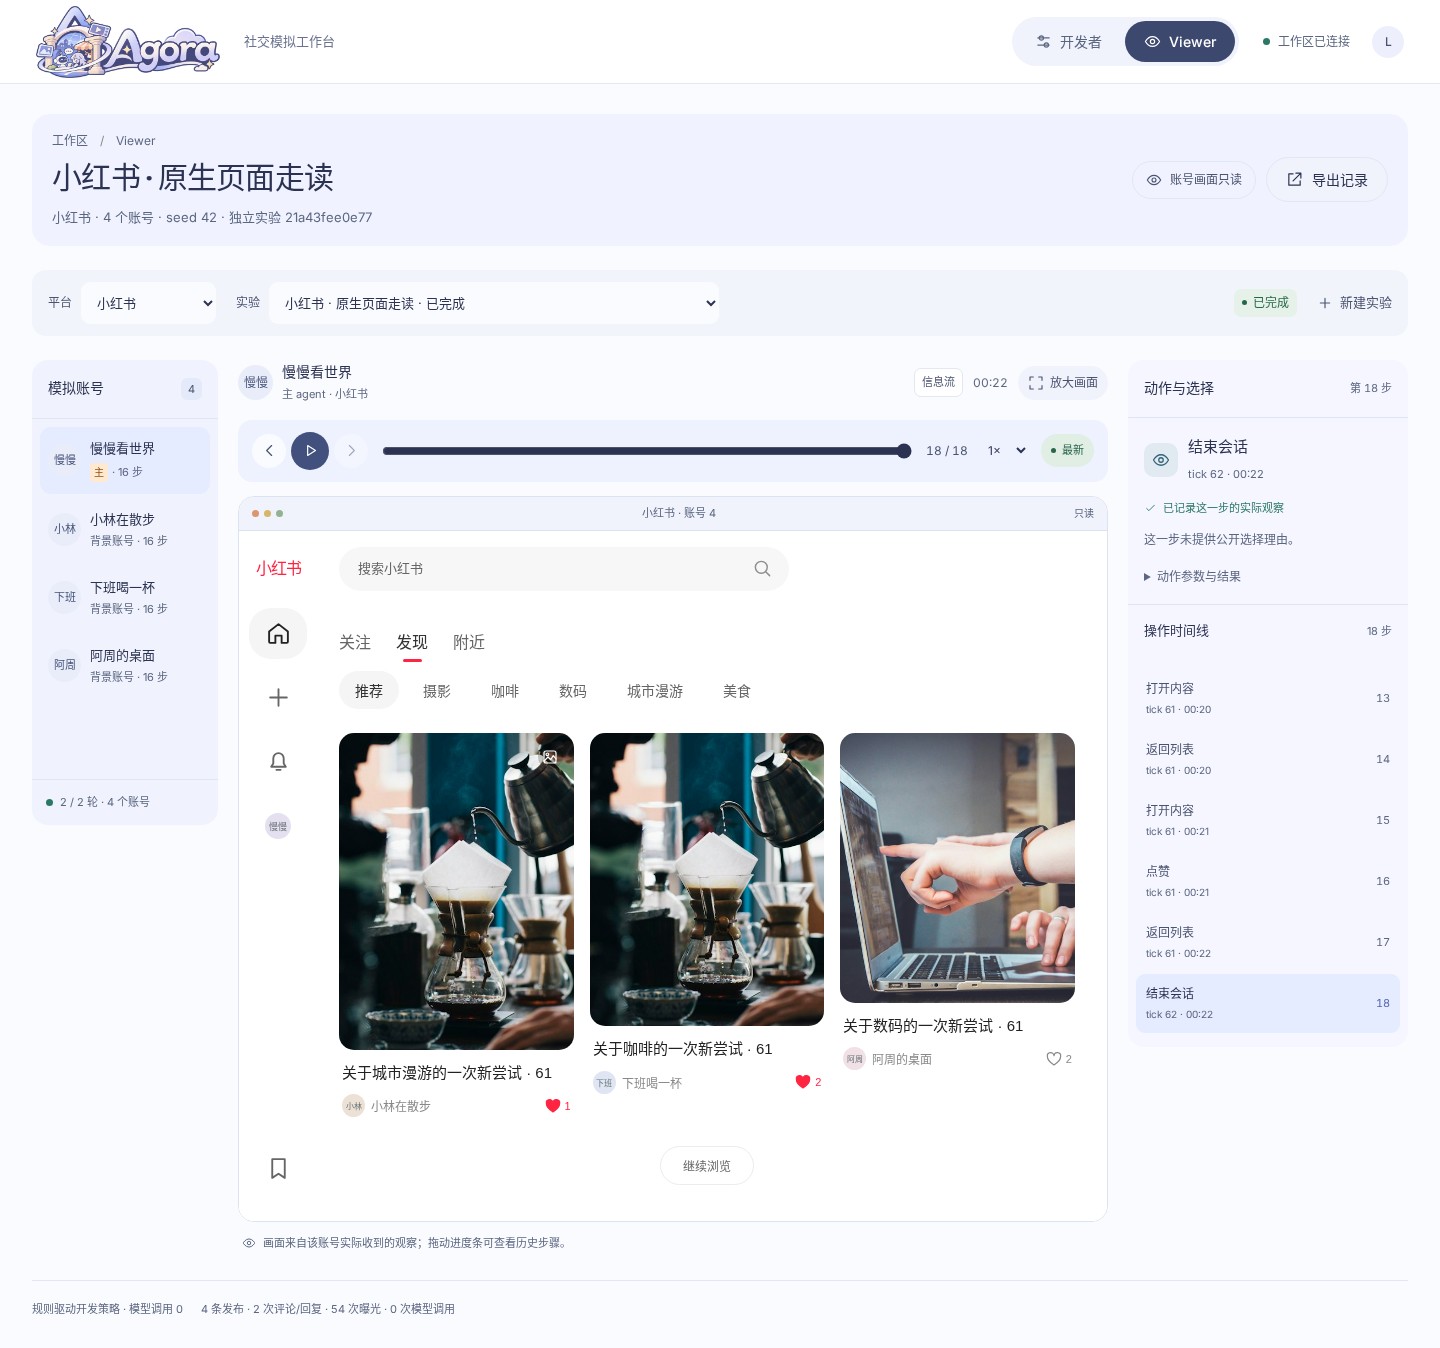 Agora
社交模拟工作台
开发者
Viewer
工作区已连接
L
工作区 / Viewer
小红书 · 原生页面走读
小红书 · 4 个账号 · seed 42 · 独立实验 21a43fee0e77
账号画面只读
导出记录
平台
小红书
实验
小红书 · 原生页面走读 · 已完成
已完成
新建实验
模拟账号
4
慢慢
慢慢看世界
主 · 16 步
小林
小林在散步
背景账号 · 16 步
下班
下班喝一杯
背景账号 · 16 步
阿周
阿周的桌面
背景账号 · 16 步
2 / 2 轮 · 4 个账号
慢慢
慢慢看世界
主 agent · 小红书
信息流
00:22
放大画面
18 / 18
1×
最新
小红书 · 账号 4
只读
小红书
搜索小红书
关注
发现
附近
推荐
摄影
咖啡
数码
城市漫游
美食
慢慢
关于城市漫游的一次新尝试 · 61
小林
小林在散步
1
关于咖啡的一次新尝试 · 61
下班
下班喝一杯
2
关于数码的一次新尝试 · 61
阿周
阿周的桌面
2
继续浏览
画面来自该账号实际收到的观察；拖动进度条可查看历史步骤。
动作与选择
第 18 步
结束会话
tick 62 · 00:22
已记录这一步的实际观察
这一步未提供公开选择理由。
动作参数与结果
操作时间线
18 步
打开内容
tick 61 · 00:20
13
返回列表
tick 61 · 00:20
14
打开内容
tick 61 · 00:21
15
点赞
tick 61 · 00:21
16
返回列表
tick 61 · 00:22
17
结束会话
tick 62 · 00:22
18
规则驱动开发策略 · 模型调用 0
4 条发布 · 2 次评论/回复 · 54 次曝光 · 0 次模型调用